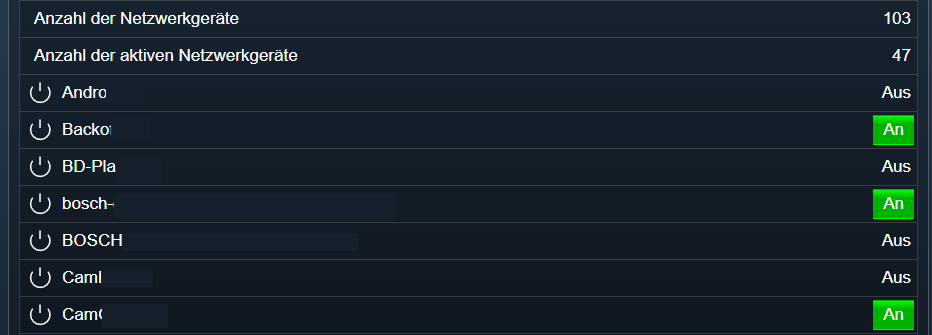 Anzahl der Netzwerkgeräte 103
Anzahl der aktiven Netzwerkgeräte 47
Andro Aus
Backo An
BD-Pla Aus
bosch- An
BOSCH Aus
Cam Aus
Cam An